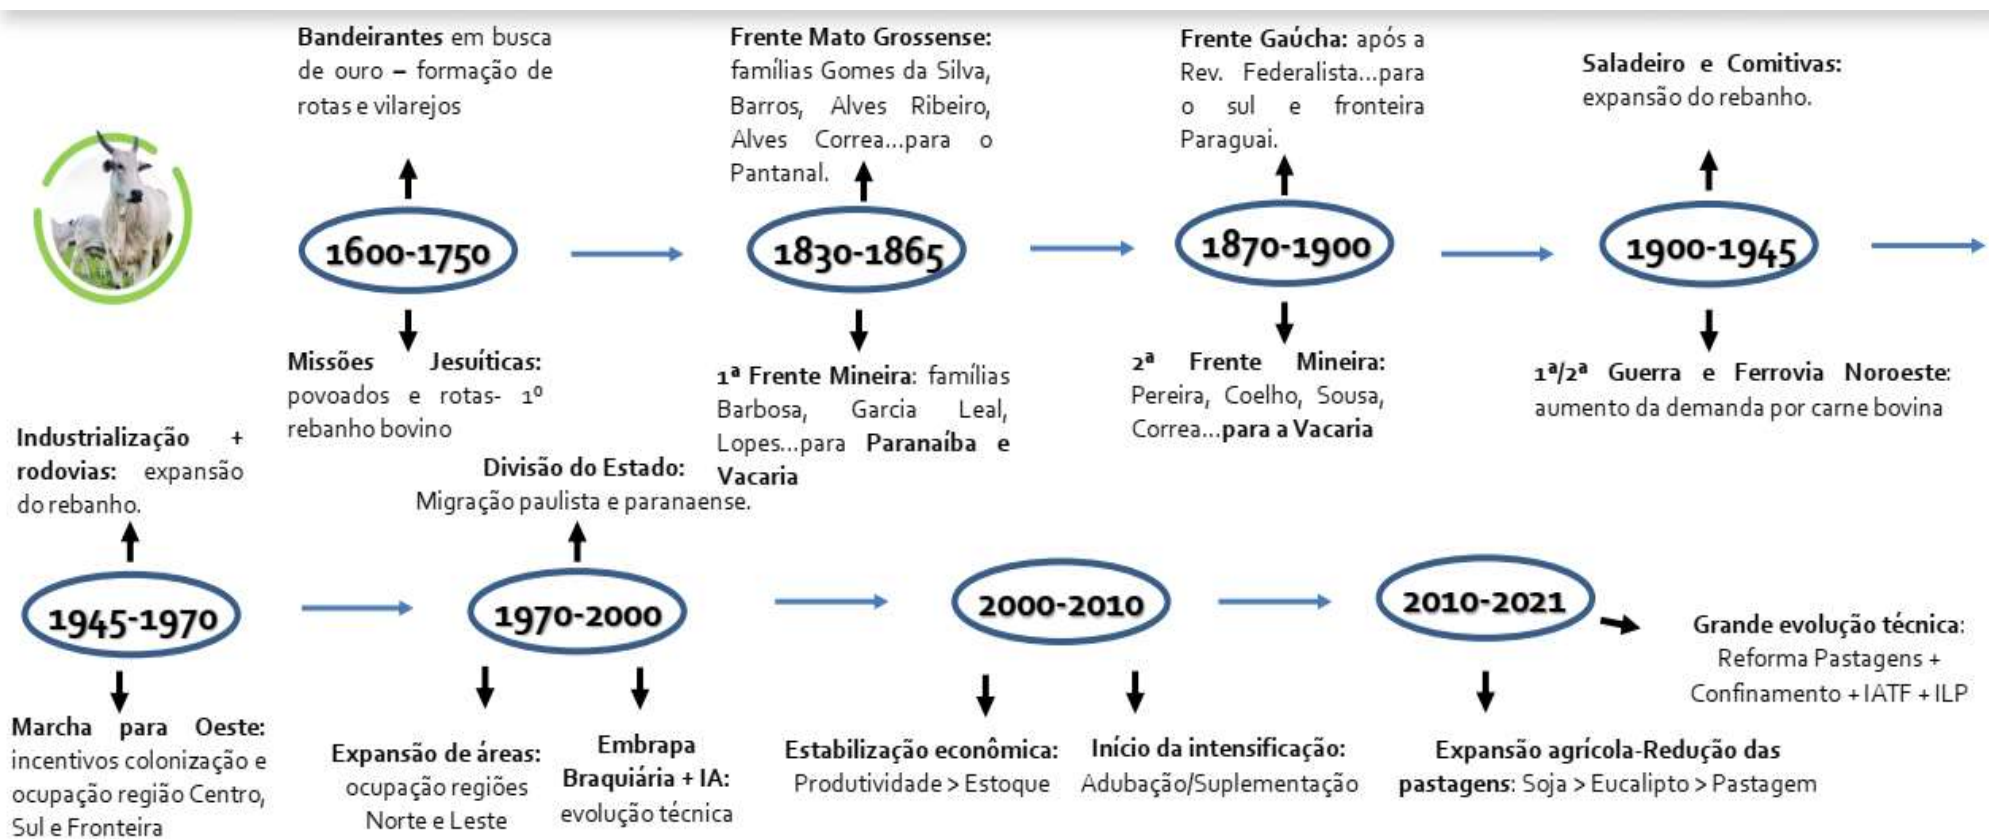 Bandeirantes em busca
de ouro – formação de
rotas e vilarejos
Frente Mato Grossense:
famílias Gomes da Silva,
Barros, Alves Ribeiro,
Alves Correa...para o
Pantanal.
Frente Gaúcha: após a
Rev. Federalista...para
o sul e fronteira
Paraguai.
Saladeiro e Comitivas:
expansão do rebanho.
1600-1750
1830-1865
1870-1900
1900-1945
Missões Jesuíticas:
povoados e rotas- 1º
rebanho bovino
1ª Frente Mineira: famílias
Barbosa, Garcia Leal,
Lopes...para Paranaíba e
Vacaria
2ª Frente Mineira:
Pereira, Coelho, Sousa,
Correa...para a Vacaria
1ª/2ª Guerra e Ferrovia Noroeste:
aumento da demanda por carne bovina
Industrialização +
rodovias: expansão
do rebanho.
Divisão do Estado:
Migração paulista e paranaense.
1945-1970
1970-2000
2000-2010
2010-2021
Marcha para Oeste:
incentivos colonização e
ocupação região Centro,
Sul e Fronteira
Expansão de áreas:
ocupação regiões
Norte e Leste
Embrapa
Braquiária + IA:
evolução técnica
Estabilização econômica:
Produtividade > Estoque
Início da intensificação:
Adubação/Suplementação
Expansão agrícola-Redução das
pastagens: Soja > Eucalipto > Pastagem
Grande evolução técnica:
Reforma Pastagens +
Confinamento + IATF + ILP